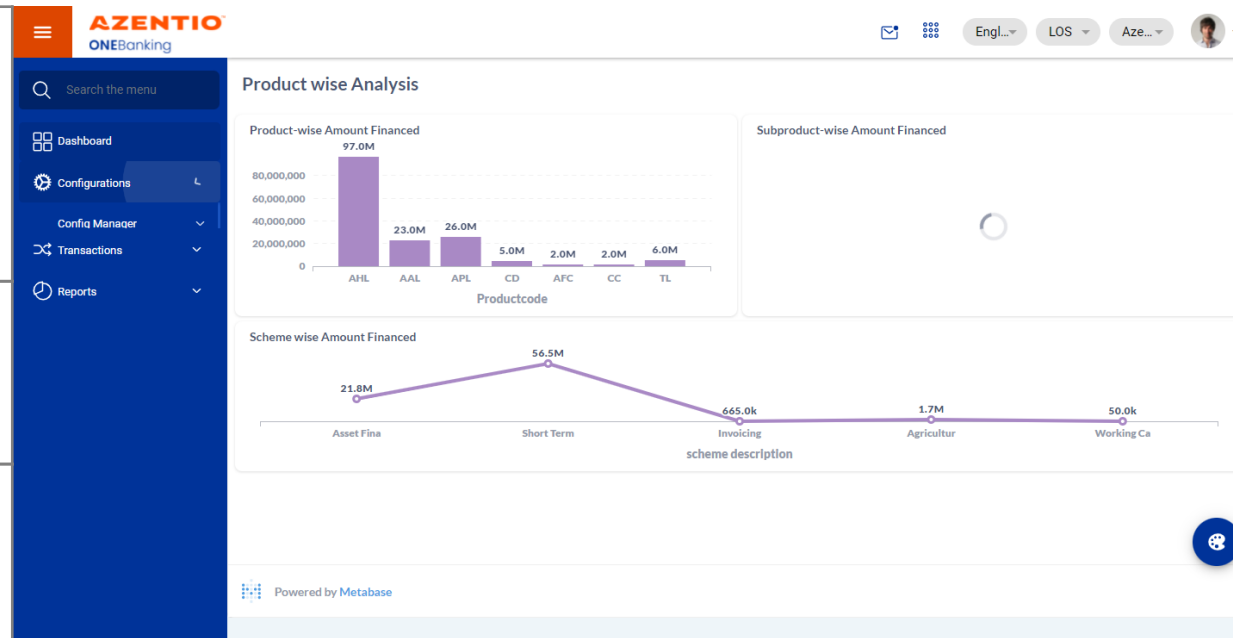 AZENTIO
ONEBanking
Engl...
LOS
Aze...
Search the menu
Dashboard
Configurations
Config Manager
Transactions
Reports
Product wise Analysis
Product-wise Amount Financed
97.0M
80,000,000
60,000,000
40,000,000
20,000,000
0
23.0M
26.0M
5.0M
2.0M
2.0M
6.0M
AHL AAL APL CD AFC CC TL
Productcode
Subproduct-wise Amount Financed
Scheme wise Amount Financed
56.5M
21.8M
665.0k
1.7M
50.0k
Asset Fina Short Term Invoicing Agricultur Working Ca
scheme description
Powered by Metabase